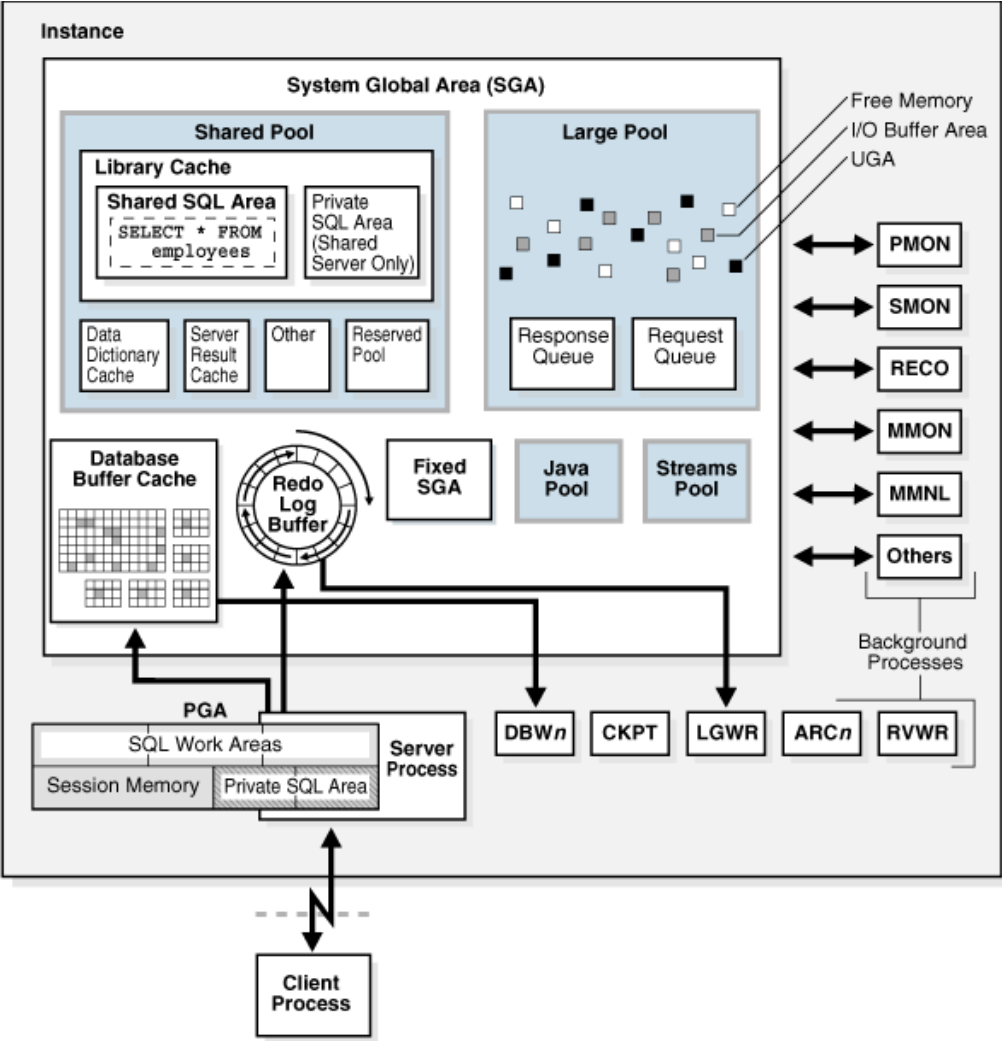 Instance
System Global Area (SGA)
Shared Pool
Library Cache
Shared SQL Area
SELECT * FROM
employees
Private
SQL Area
(Shared
Server Only)
Data
Dictionary
Cache
Server
Result
Cache
Other
Reserved
Pool
Large Pool
Response
Queue
Request
Queue
Free Memory
I/O Buffer Area
UGA
Database
Buffer Cache
Redo
Log
Buffer
Fixed
SGA
Java
Pool
Streams
Pool
PMON
SMON
RECO
MMON
MMNL
Others
Background
Processes
PGA
SQL Work Areas
Session Memory
Private SQL Area
Server
Process
DBWn
CKPT
LGWR
ARCn
RVWR
Client
Process